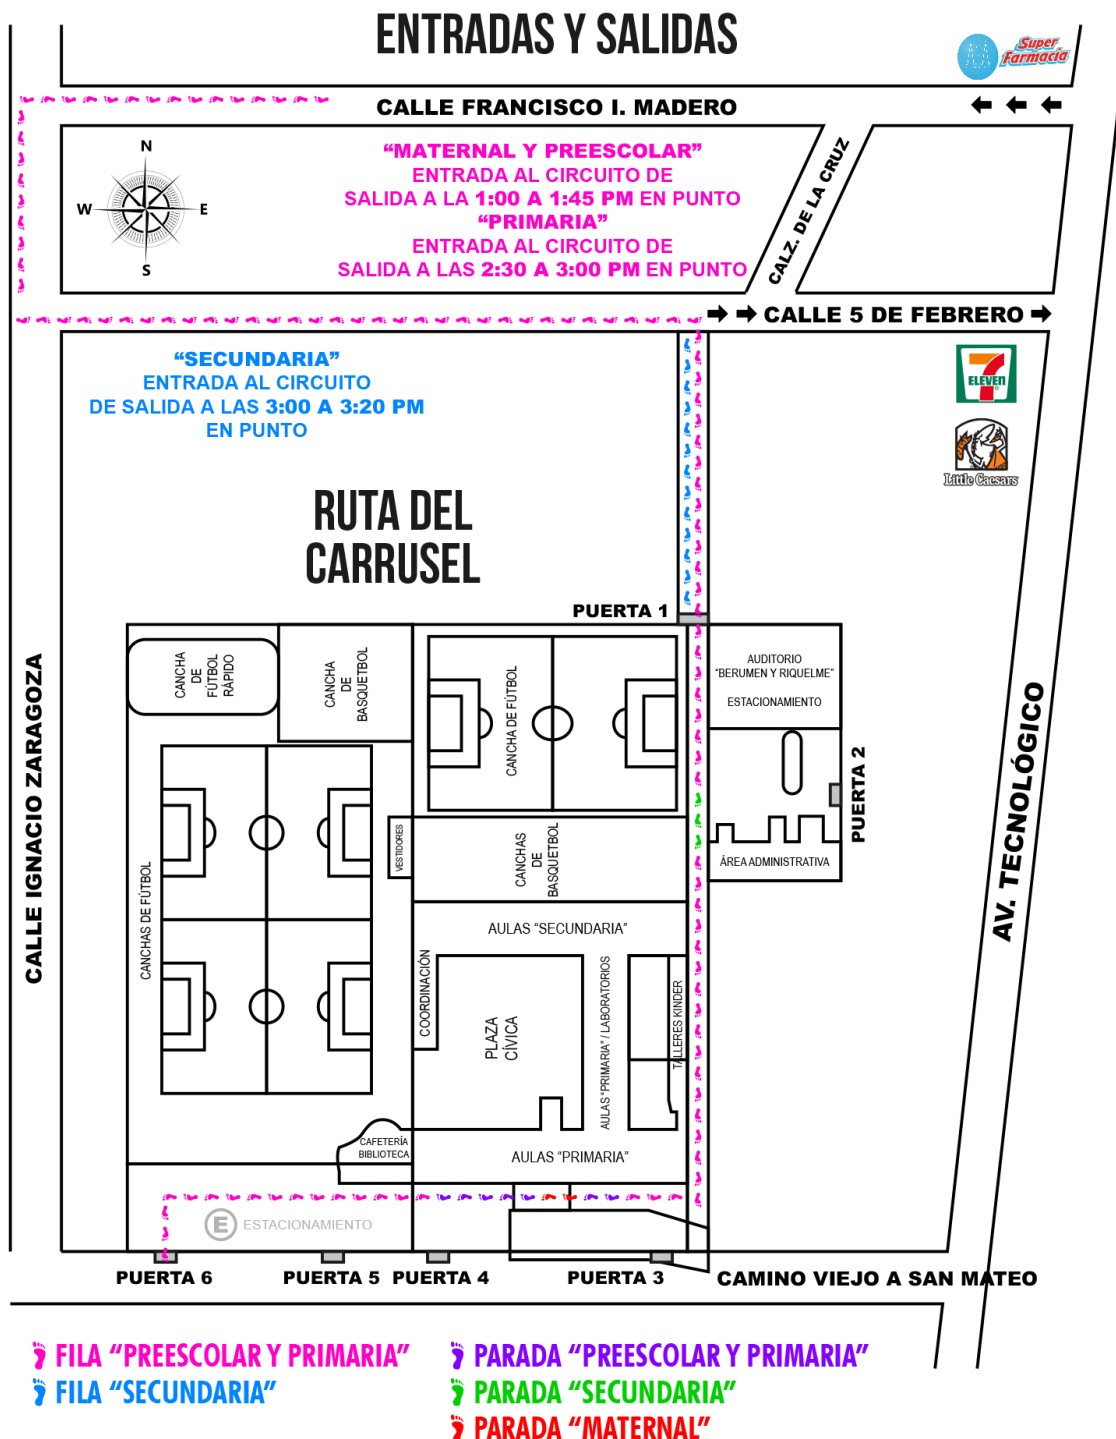 ENTRADAS Y SALIDAS
Super
Farmacia
CALLE FRANCISCO I. MADERO
N
W
E
S
“MATERNAL Y PREESCOLAR”
ENTRADA AL CIRCUITO DE
SALIDA A LA 1:00 A 1:45 PM EN PUNTO
“PRIMARIA”
ENTRADA AL CIRCUITO DE
SALIDA A LAS 2:30 A 3:00 PM EN PUNTO
CALZ. DE LA CRUZ
CALLE 5 DE FEBRERO
“SECUNDARIA”
ENTRADA AL CIRCUITO
DE SALIDA A LAS 3:00 A 3:20 PM
EN PUNTO
7
ELEVEN
Little Caesars
RUTA DEL
CARRUSEL
PUERTA 1
CANCHA
DE
FÚTBOL
RÁPIDO
CANCHA
DE
BASQUETBOL
CANCHA DE FÚTBOL
AUDITORIO
“BERUMEN Y RIQUELME”
ESTACIONAMIENTO
PUERTA 2
CALLE IGNACIO ZARAGOZA
AV. TECNOLÓGICO
VESTIDORES
CANCHAS
DE
BASQUETBOL
ÁREA ADMINISTRATIVA
CANCHAS DE FÚTBOL
AULAS “SECUNDARIA”
COORDINACIÓN
PLAZA
CÍVICA
AULAS “PRIMARIA” / LABORATORIOS
TALLERES KINDER
CAFETERÍA
BIBLIOTECA
AULAS “PRIMARIA”
E ESTACIONAMIENTO
PUERTA 6
PUERTA 5
PUERTA 4
PUERTA 3
CAMINO VIEJO A SAN MATEO
FILA “PREESCOLAR Y PRIMARIA”
FILA “SECUNDARIA”
PARADA “PREESCOLAR Y PRIMARIA”
PARADA “SECUNDARIA”
PARADA “MATERNAL”